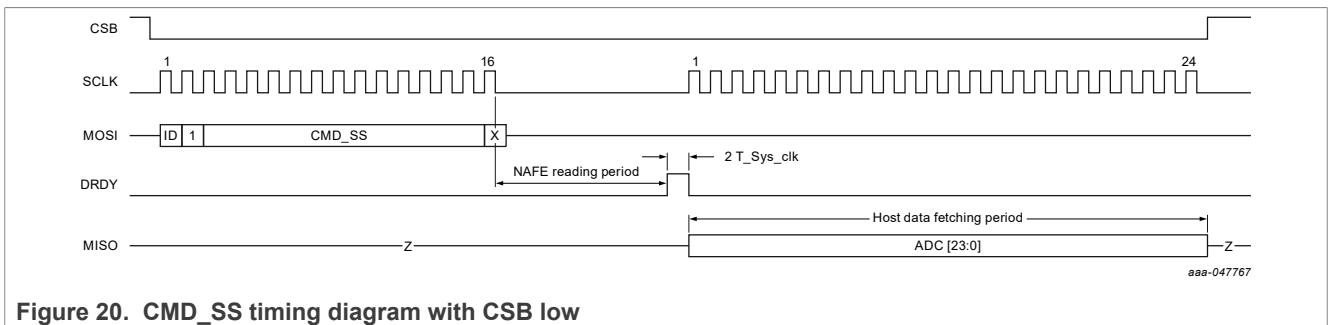 CSB
1 16 1 24
SCLK
MOSI ID 1 CMD_SS X
2 T_Sys_clk
NAFE reading period
DRDY
Host data fetching period
MISO Z ADC [23:0] Z
aaa-047767
Figure 20. CMD_SS timing diagram with CSB low